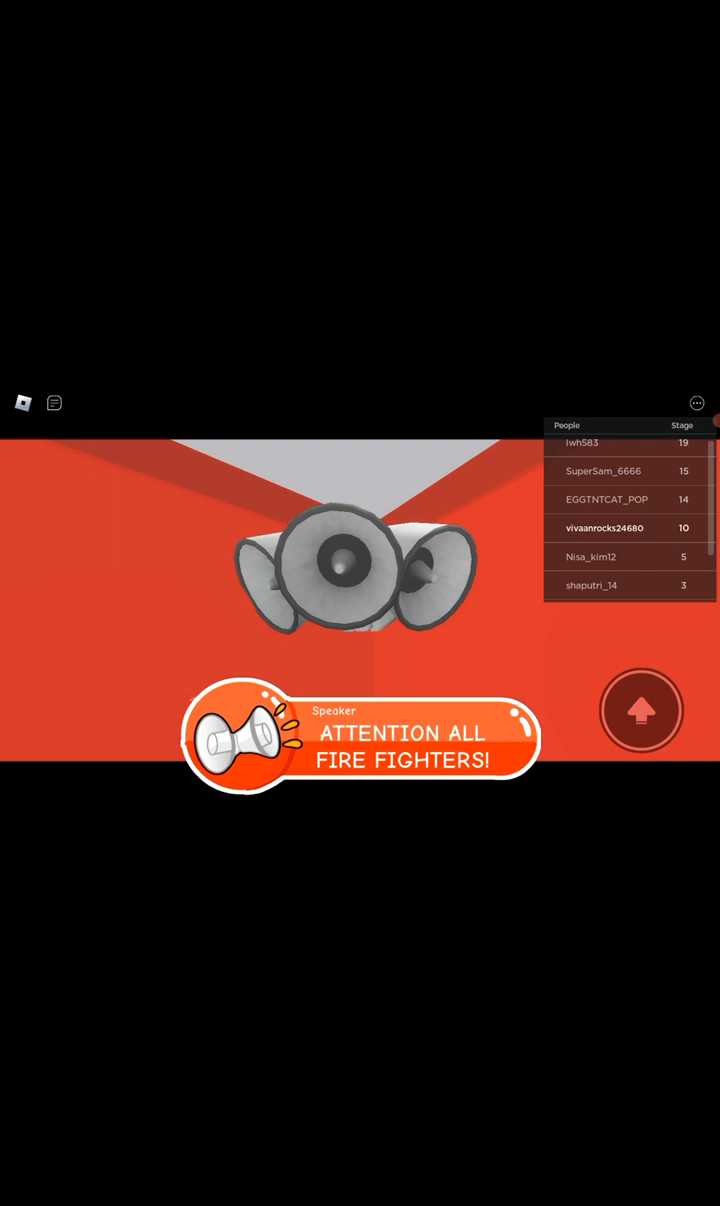 People Stage
lwh583 19
SuperSam_6666 15
EGGTNTCAT_POP 14
vivaanrocks24680 10
Nisa_kim12 5
shaputri_14 3
Speaker
ATTENTION ALL
FIRE FIGHTERS!